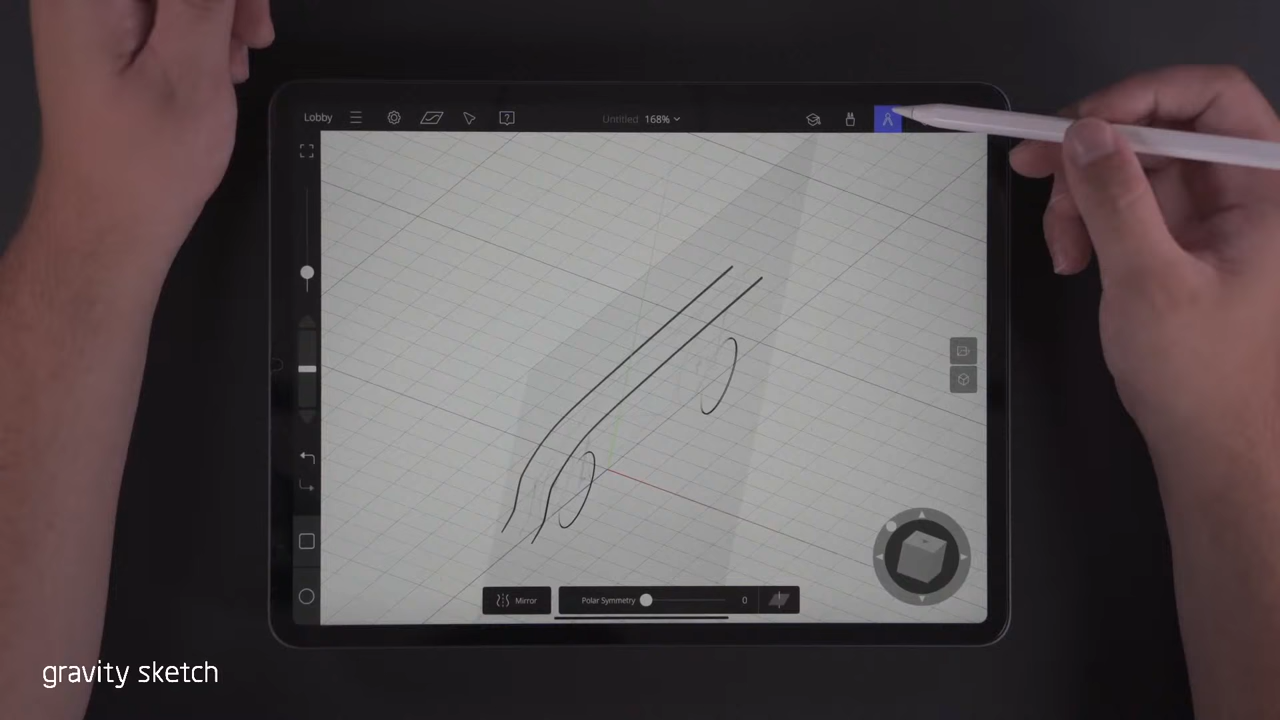 Lobby
Untitled 168%
Mirror
Polar Symmetry 0
gravity sketch